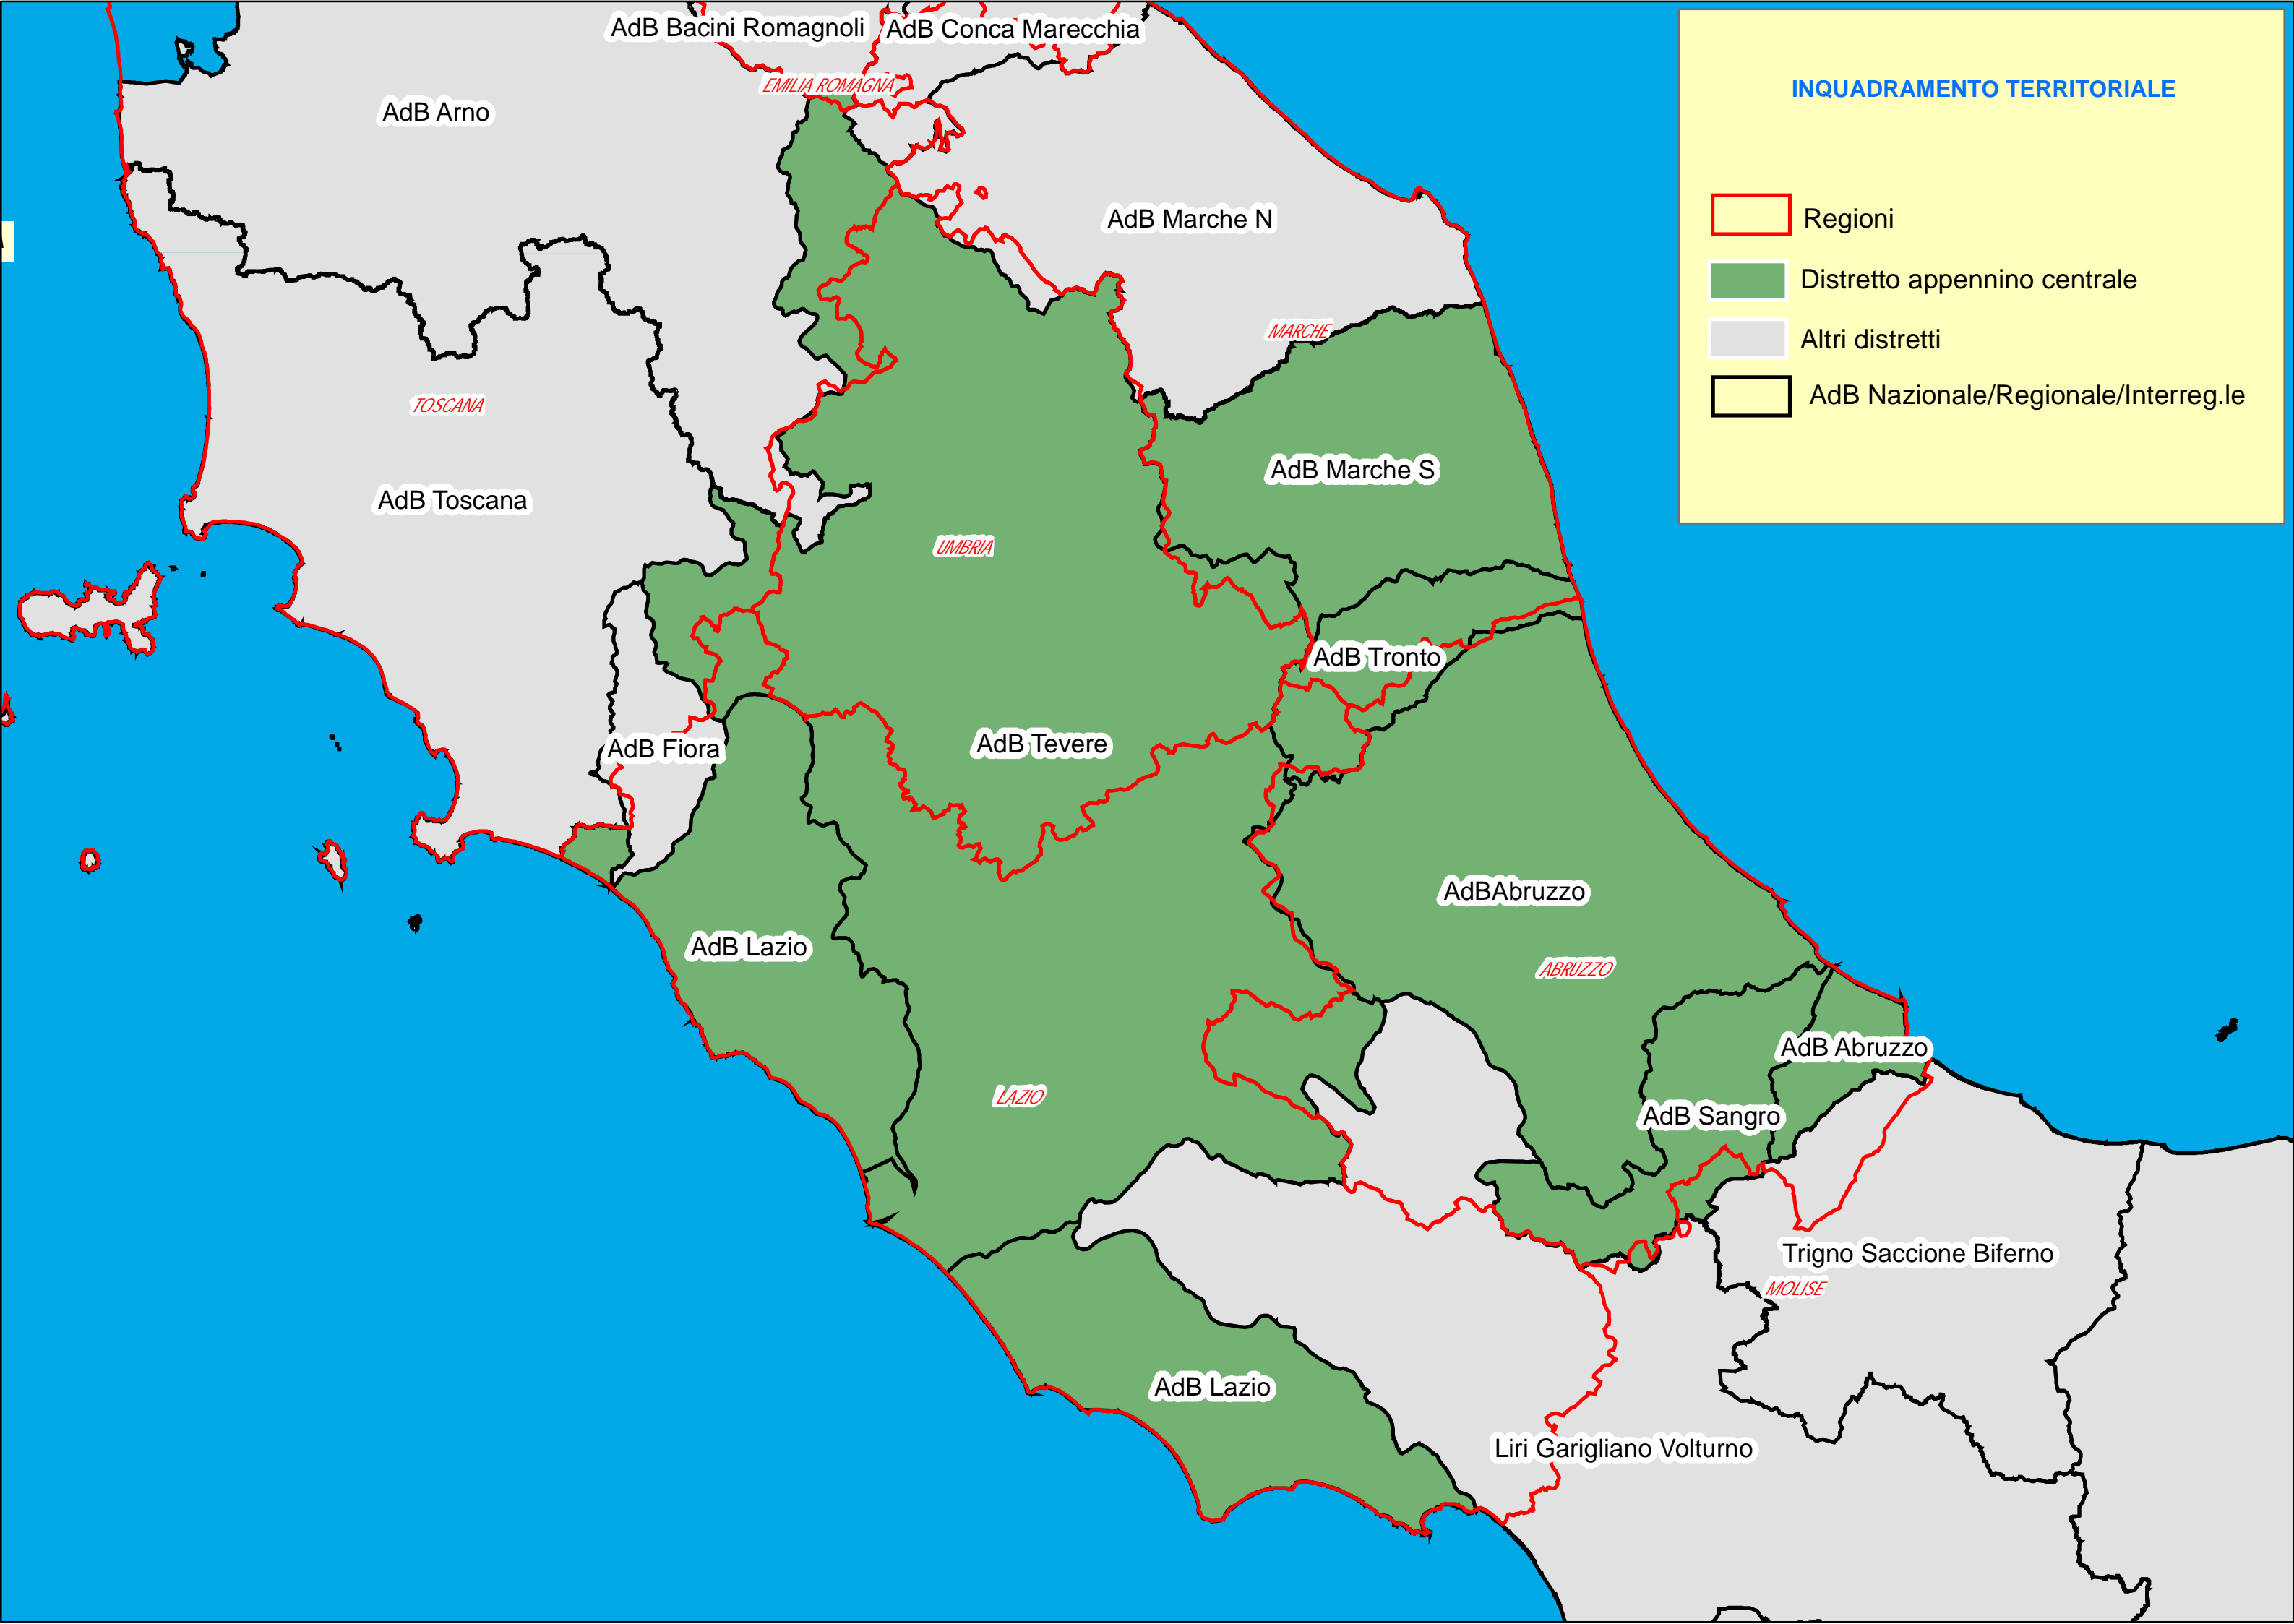 AdB Bacini Romagnoli
AdB Conca Marecchia
EMILIA ROMAGNA
INQUADRAMENTO TERRITORIALE
AdB Arno
Regioni
AdB Marche N
Distretto appennino centrale
MARCHE
Altri distretti
AdB Nazionale/Regionale/Interreg.le
TOSCANA
AdB Marche S
AdB Toscana
UMBRIA
AdB Tronto
AdB Fiora
AdB Tevere
AdBAbruzzo
AdB Lazio
ABRUZZO
AdB Abruzzo
LAZIO
AdB Sangro
Trigno Saccione Biferno
MOLISE
AdB Lazio
Liri Garigliano Volturno